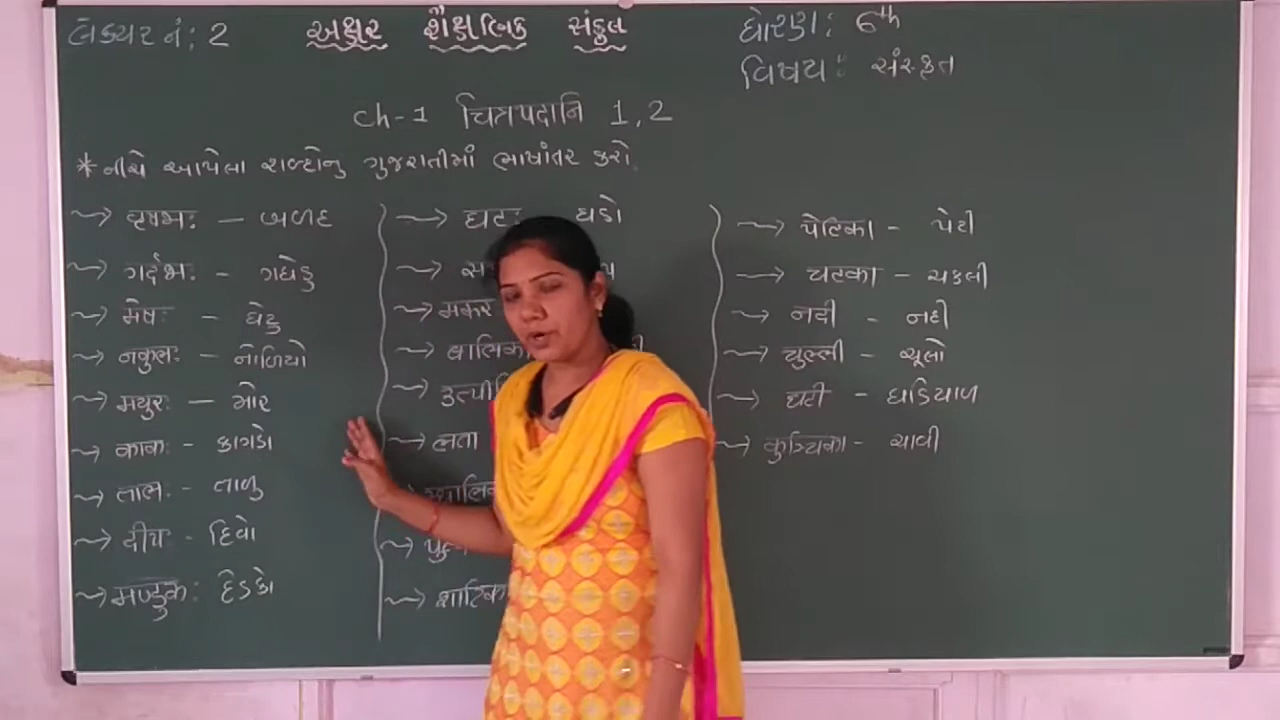 લેક્ચર નં: 2
અક્ષર શૈક્ષણિક સંકુલ
ધોરણ: 6th
વિષય: સંસ્કૃત
Ch-1 चित्रपदानि 1,2
* નીચે આપેલા શબ્દોનુ ગુજરાતીમાં ભાષાંતર કરો.
वृषभः – બળદ
गर्दभः – ગધેડુ
मेषः – ઘેટુ
नकुलः – નોળિયો
मयुरः – મોર
काकः – કાગડો
तालः – તાળુ
दीपः – દિવો
मण्डुकः દેડકો
घटः ઘડો
मकर
बालिका
लता
शाटिका
पेटिका – પેટી
चटका – ચકલી
नदी – નદી
चुल्ली – ચૂલો
घटी – ઘડિયાળ
कुञ्चिका – ચાવી